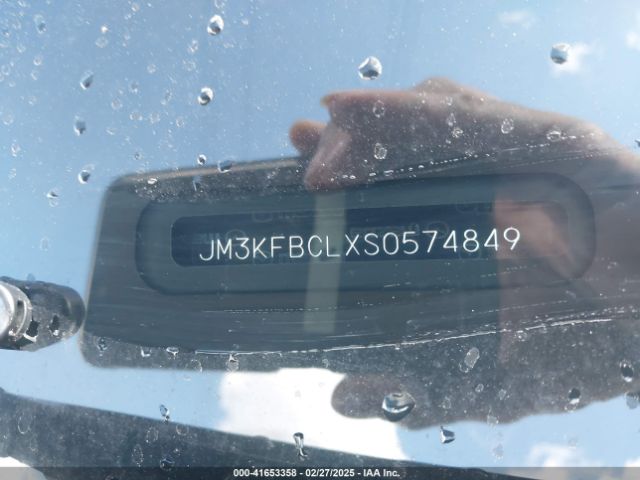 JM3KFBCLXS0574849
000-41653358 - 02/27/2025 - IAA Inc.